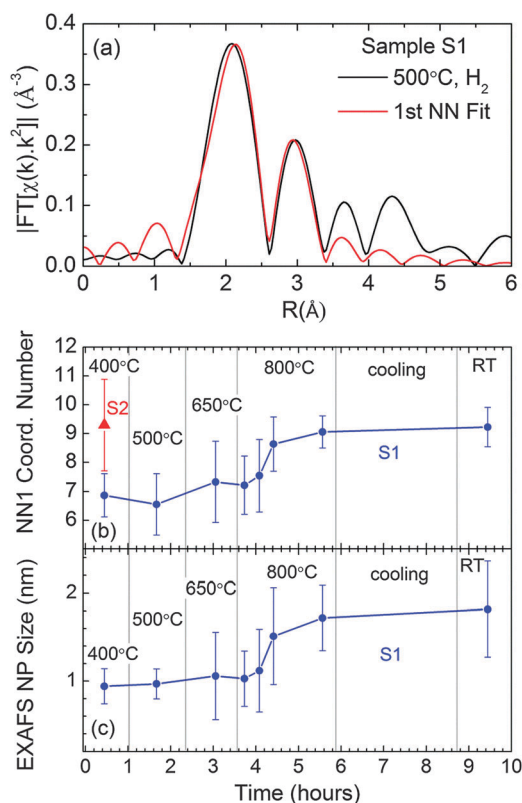 (a)
Sample S1
500°C, H₂
1st NN Fit
|FT[χ(k).k²]| (Å⁻³)
0.4
0.3
0.2
0.1
0.0
0 1 2 3 4 5 6
R(Å)
NN1 Coord. Number
12
11
10
9
8
7
6
400°C
500°C
650°C
800°C
cooling
RT
S2
S1
(b)
EXAFS NP Size (nm)
2
1
400°C
500°C
650°C
800°C
cooling
RT
S1
(c)
0 1 2 3 4 5 6 7 8 9 10
Time (hours)